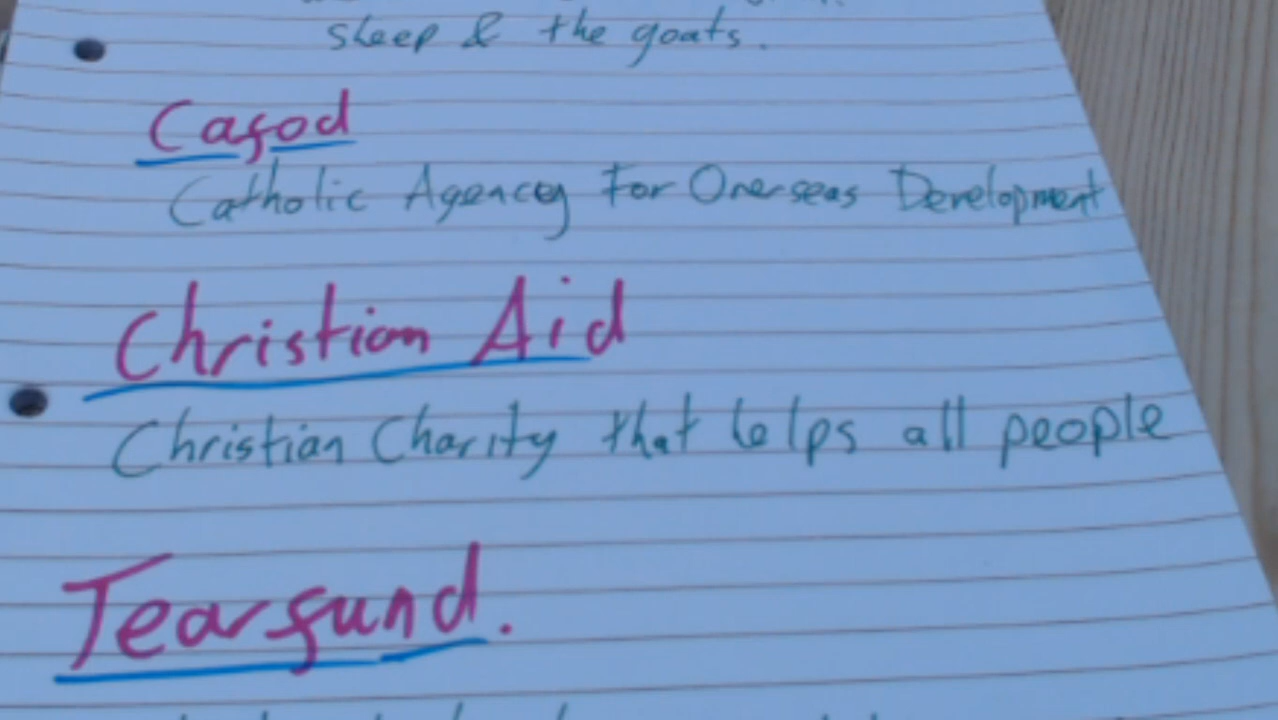 sheep & the goats.
Cafod
Catholic Agency For Overseas Development
Christian Aid
Christian Charity that helps all people
Tearfund.